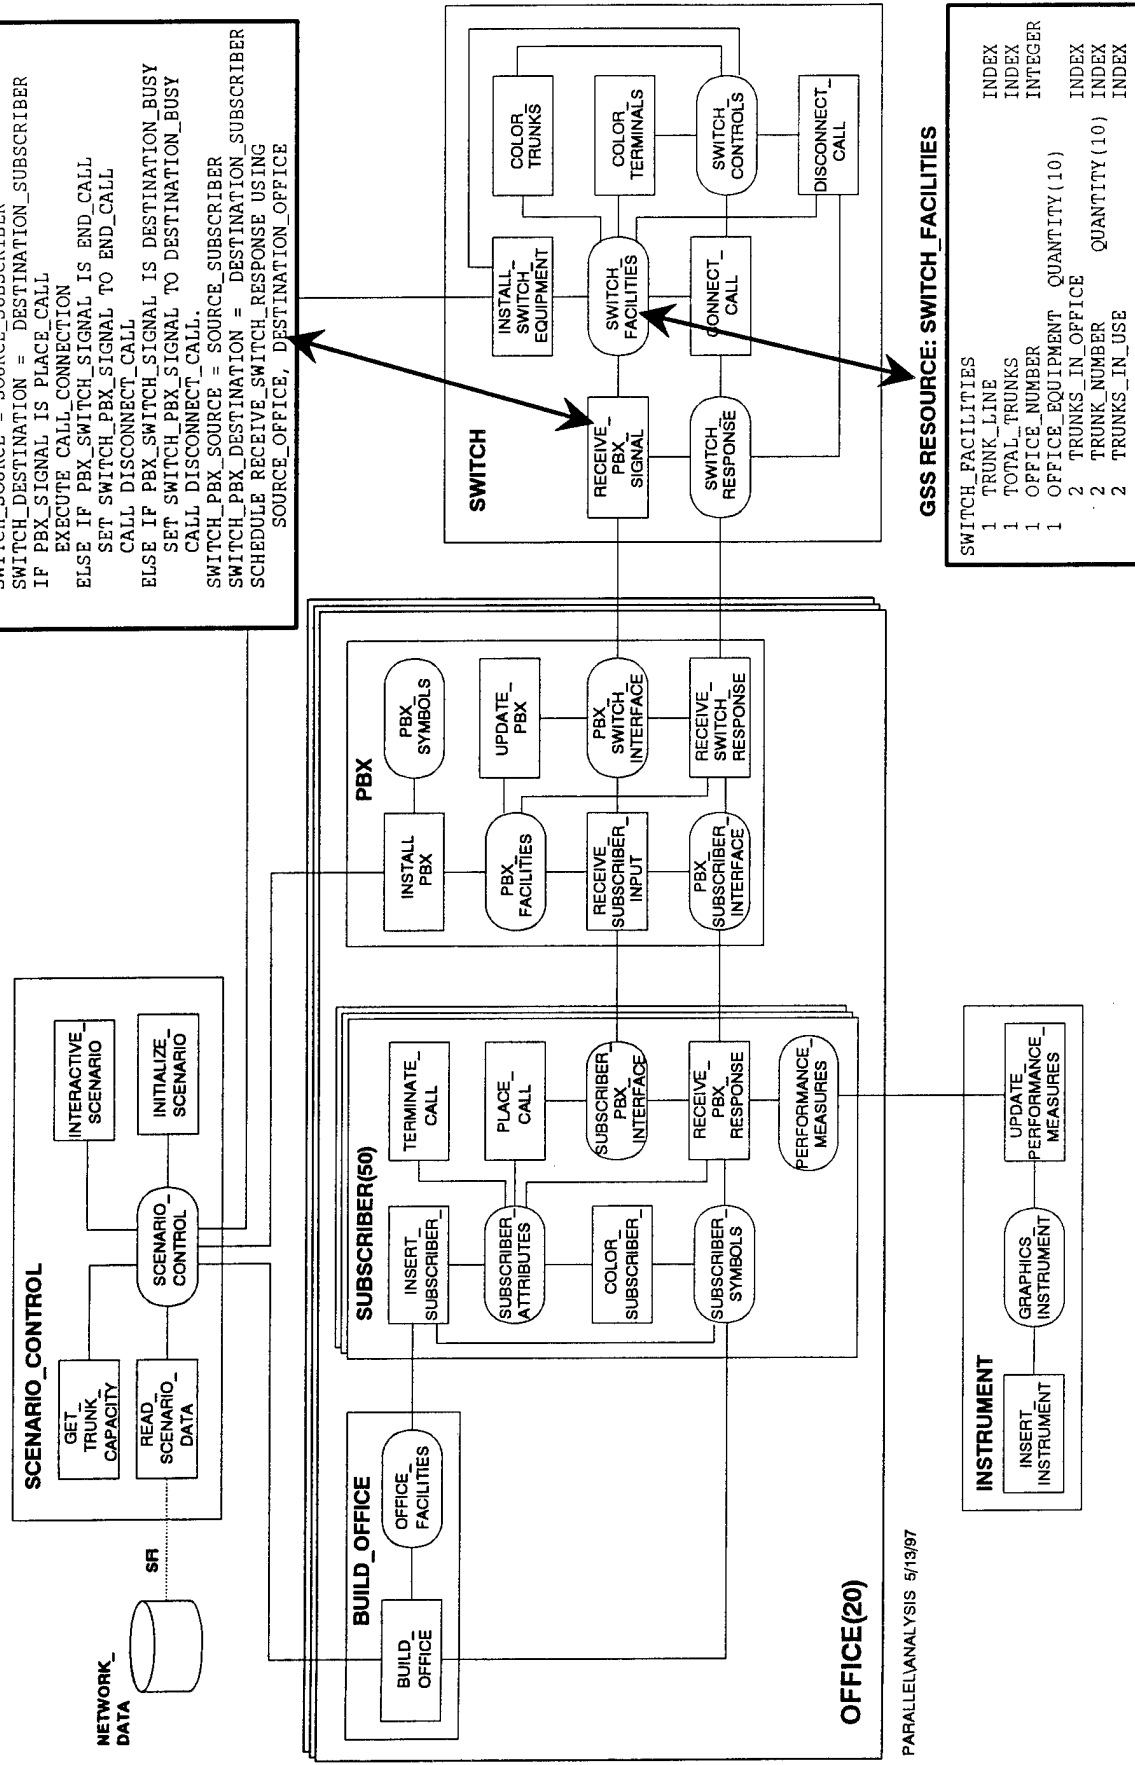 SWITCH_DESTINATION = DESTINATION_SUBSCRIBER
IF PBX_SIGNAL IS PLACE_CALL
EXECUTE CALL_CONNECTION
ELSE IF PBX_SWITCH_SIGNAL IS END_CALL
SET SWITCH_PBX_SIGNAL TO END_CALL
CALL DISCONNECT_CALL
ELSE IF PBX_SWITCH_SIGNAL IS DESTINATION_BUSY
SET SWITCH_PBX_SIGNAL TO DESTINATION_BUSY
CALL DISCONNECT_CALL.
SWITCH_PBX_SOURCE = SOURCE_SUBSCRIBER
SWITCH_PBX_DESTINATION = DESTINATION_SUBSCRIBER
SCHEDULE RECEIVE_SWITCH_RESPONSE USING
SOURCE_OFFICE, DESTINATION_OFFICE
SCENARIO_CONTROL
GET_
TRUNK_
CAPACITY
READ_
SCENARIO_
DATA
SCENARIO_
CONTROL
INTERACTIVE_
SCENARIO
INITIALIZE_
SCENARIO
NETWORK_
DATA
SFI
BUILD_OFFICE
BUILD_
OFFICE
OFFICE_
FACILITIES
SUBSCRIBER(50)
INSERT_
SUBSCRIBER_
SUBSCRIBER_
ATTRIBUTES
COLOR_
SUBSCRIBER
SUBSCRIBER_
SYMBOLS
TERMINATE_
CALL
PLACE_
CALL
SUBSCRIBER_
PBX_
INTERFACE
RECEIVE_
PBX_
RESPONSE
PERFORMANCE_
MEASURES
PBX
INSTALL_
PBX
PBX_
FACILITIES
RECEIVE_
SUBSCRIBER_
INPUT
PBX_
SUBSCRIBER_
INTERFACE
PBX_
SYMBOLS
UPDATE_
PBX
PBX_
SWITCH_
INTERFACE
RECEIVE_
SWITCH_
RESPONSE
OFFICE(20)
SWITCH
RECEIVE_
PBX_
SIGNAL
SWITCH_
RESPONSE
INSTALL_
SWITCH_
EQUIPMENT
SWITCH_
FACILITIES
CONNECT_
CALL
COLOR_
TRUNKS
COLOR_
TERMINALS
SWITCH_
CONTROLS
DISCONNECT_
CALL
INSTRUMENT
INSERT_
INSTRUMENT
GRAPHICS_
INSTRUMENT
UPDATE_
PERFORMANCE_
MEASURES
GSS RESOURCE: SWITCH_FACILITIES
SWITCH_FACILITIES
1 TRUNK_LINE INDEX
1 TOTAL_TRUNKS INDEX
1 OFFICE_NUMBER INTEGER
1 OFFICE_EQUIPMENT QUANTITY(10)
2 TRUNKS_IN_OFFICE INDEX
2 TRUNK_NUMBER QUANTITY(10) INDEX
2 TRUNKS_IN_USE INDEX
PARALLEL\ANALYSIS 5/13/97